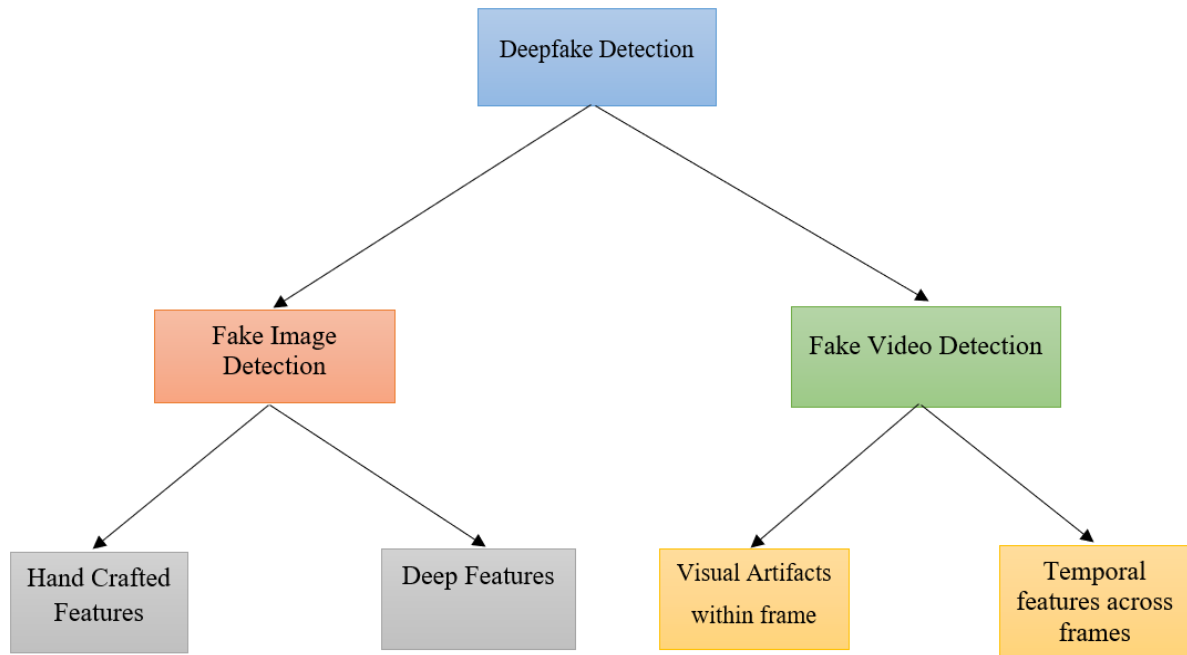 Deepfake Detection
Fake Image
Detection
Fake Video Detection
Hand Crafted
Features
Deep Features
Visual Artifacts
within frame
Temporal
features across
frames